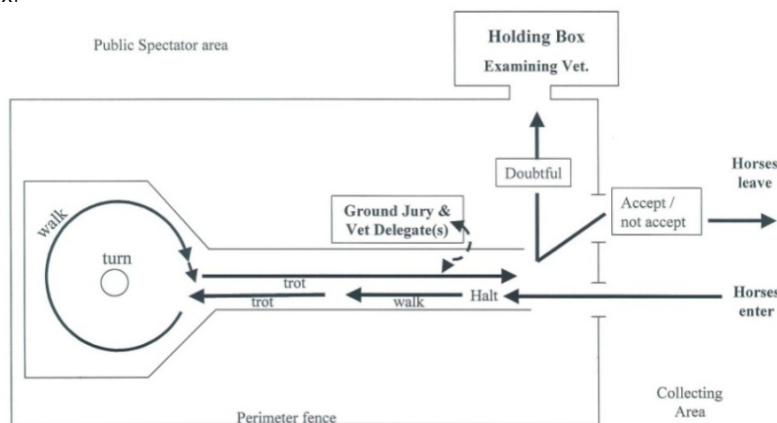 x.
Public Spectator area
Holding Box
Examining Vet.
Doubtful
Horses
leave
Accept /
not accept
Ground Jury &
Vet Delegate(s)
walk
turn
trot
trot
walk
Halt
Horses
enter
Collecting
Area
Perimeter fence